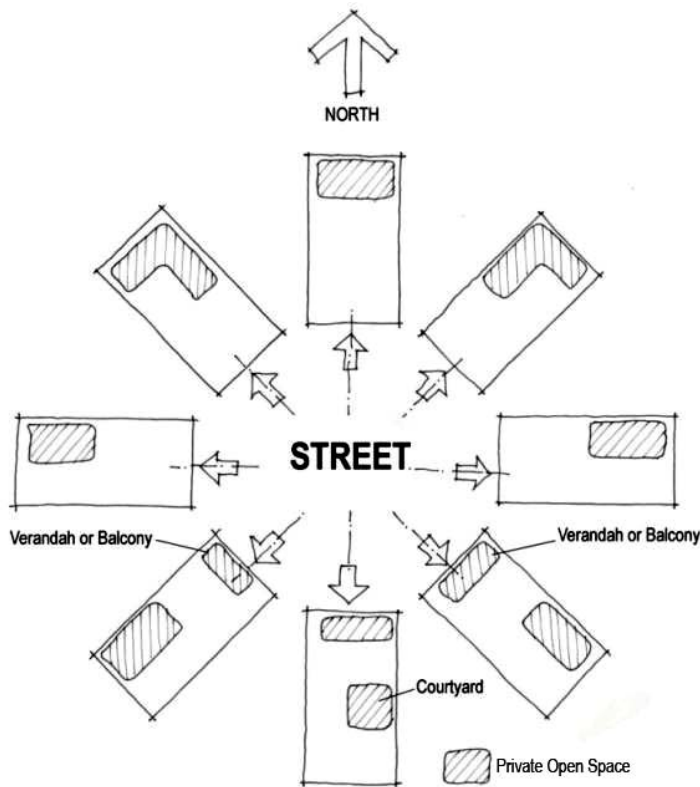 NORTH
STREET
Verandah or Balcony
Verandah or Balcony
Courtyard
Private Open Space